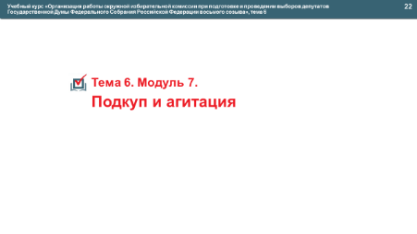 Учебный курс «Организация работы окружной избирательной комиссии при подготовке и проведении выборов депутатов
Государственной Думы Федерального Собрания Российской Федерации восьмого созыва», тема 6
22
Тема 6. Модуль 7.
Подкуп и агитация